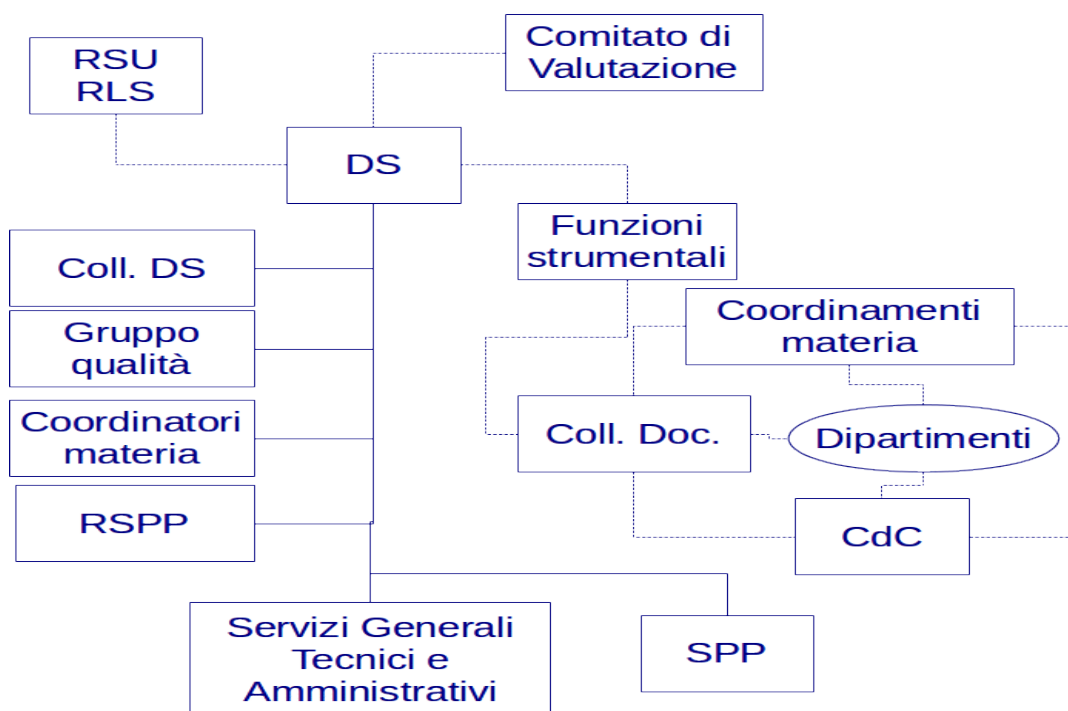 RSU
RLS
Comitato di
Valutazione
DS
Funzioni
strumentali
Coll. DS
Gruppo
qualità
Coordinatori
materia
RSPP
Coordinamenti
materia
Coll. Doc.
Dipartimenti
CdC
Servizi Generali
Tecnici e
Amministrativi
SPP